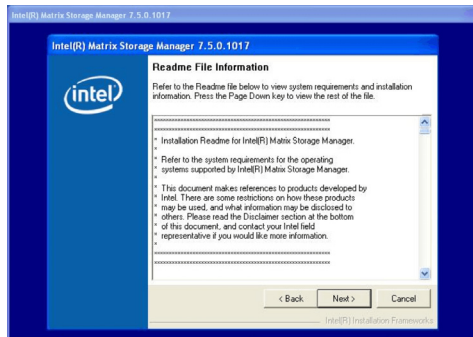 Intel(R) Matrix Storage Manager 7.5.0.1017
Intel(R) Matrix Storage Manager 7.5.0.1017
intel
Readme File Information
Refer to the Readme file below to view system requirements and installation
information. Press the Page Down key to view the rest of the file.
* Installation Readme for Intel(R) Matrix Storage Manager.
*
* Refer to the system requirements for the operating
* systems supported by Intel(R) Matrix Storage Manager.
*
* This document makes references to products developed by
* Intel. There are some restrictions on how these products
* may be used, and what information may be disclosed to
* others. Please read the Disclaimer section at the bottom
* of this document, and contact your Intel field
* representative if you would like more information.
*
< Back
Next >
Cancel
Intel(R) Installation Frameworks